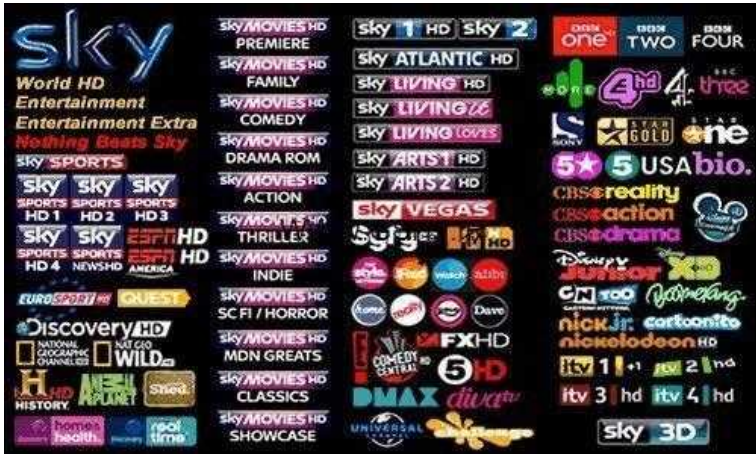 sky
World HD
Entertainment
Entertainment Extra
Nothing Beats Sky
sky SPORTS
sky SPORTS HD 1
sky SPORTS HD 2
sky SPORTS HD 3
sky SPORTS HD 4
sky SPORTS NEWS HD
ESPN HD
ESPN HD AMERICA
EUROSPORT HD
QUEST
Discovery HD
NATIONAL GEOGRAPHIC CHANNEL
NAT GEO WILD HD
H HD HISTORY.
ANIMAL PLANET
Shed.
discovery home & health.
discovery real time
sky MOVIES HD
PREMIERE
sky MOVIES HD
FAMILY
sky MOVIES HD
COMEDY
sky MOVIES HD
DRAMA ROM
sky MOVIES HD
ACTION
sky MOVIES HD
THRILLER
sky MOVIES HD
INDIE
sky MOVIES HD
SC FI / HORROR
sky MOVIES HD
MDN GREATS
sky MOVIES HD
CLASSICS
sky MOVIES HD
SHOWCASE
sky 1 HD
sky 2
sky ATLANTIC HD
sky LIVING HD
sky LIVING it
sky LIVING LOVES
sky ARTS 1 HD
sky ARTS 2 HD
sky VEGAS
Syfy
HD
style.
watch
alibi
home
really
Dave
COMEDY CENTRAL
FX HD
5 HD
DMAX
diva tv
UNIVERSAL CHANNEL
challenge
BBC ONE HD
BBC TWO
BBC FOUR
MORE 4
E4 hd
4
BBC three
SONY
STAR GOLD
STAR one
5★
5 USA
bio.
CBS reality
CBS action
CBS drama
Disney Junior
Disney XD
CN TOO
Boomerang
nick jr.
cartoonito
nickelodeon HD
itv 1 +1
itv 2 hd
itv 3 hd
itv 4 hd
sky 3D